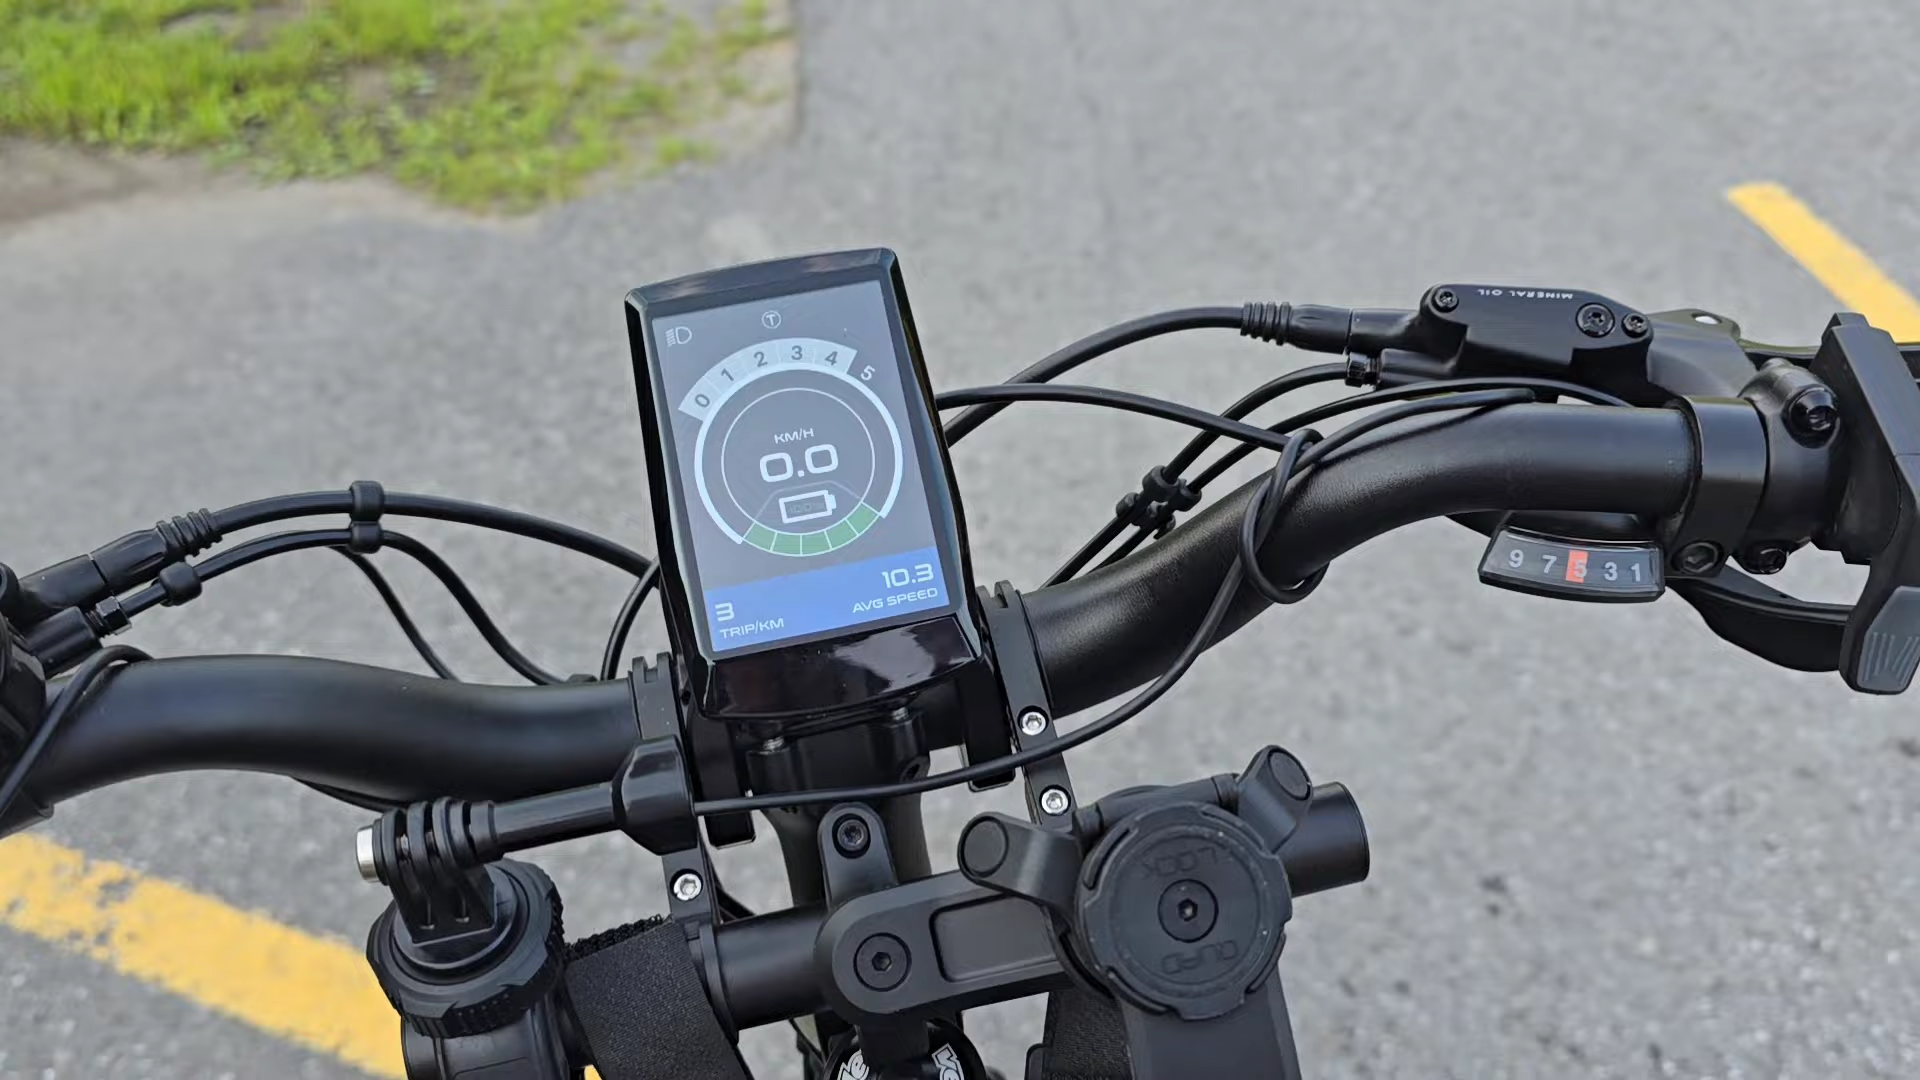 T
0 1 2 3 4 5
KM/H
0.0
100%
10.3
AVG SPEED
3
TRIP/KM
MINERAL OIL
9 7 5 3 1
QUAD
LOCK